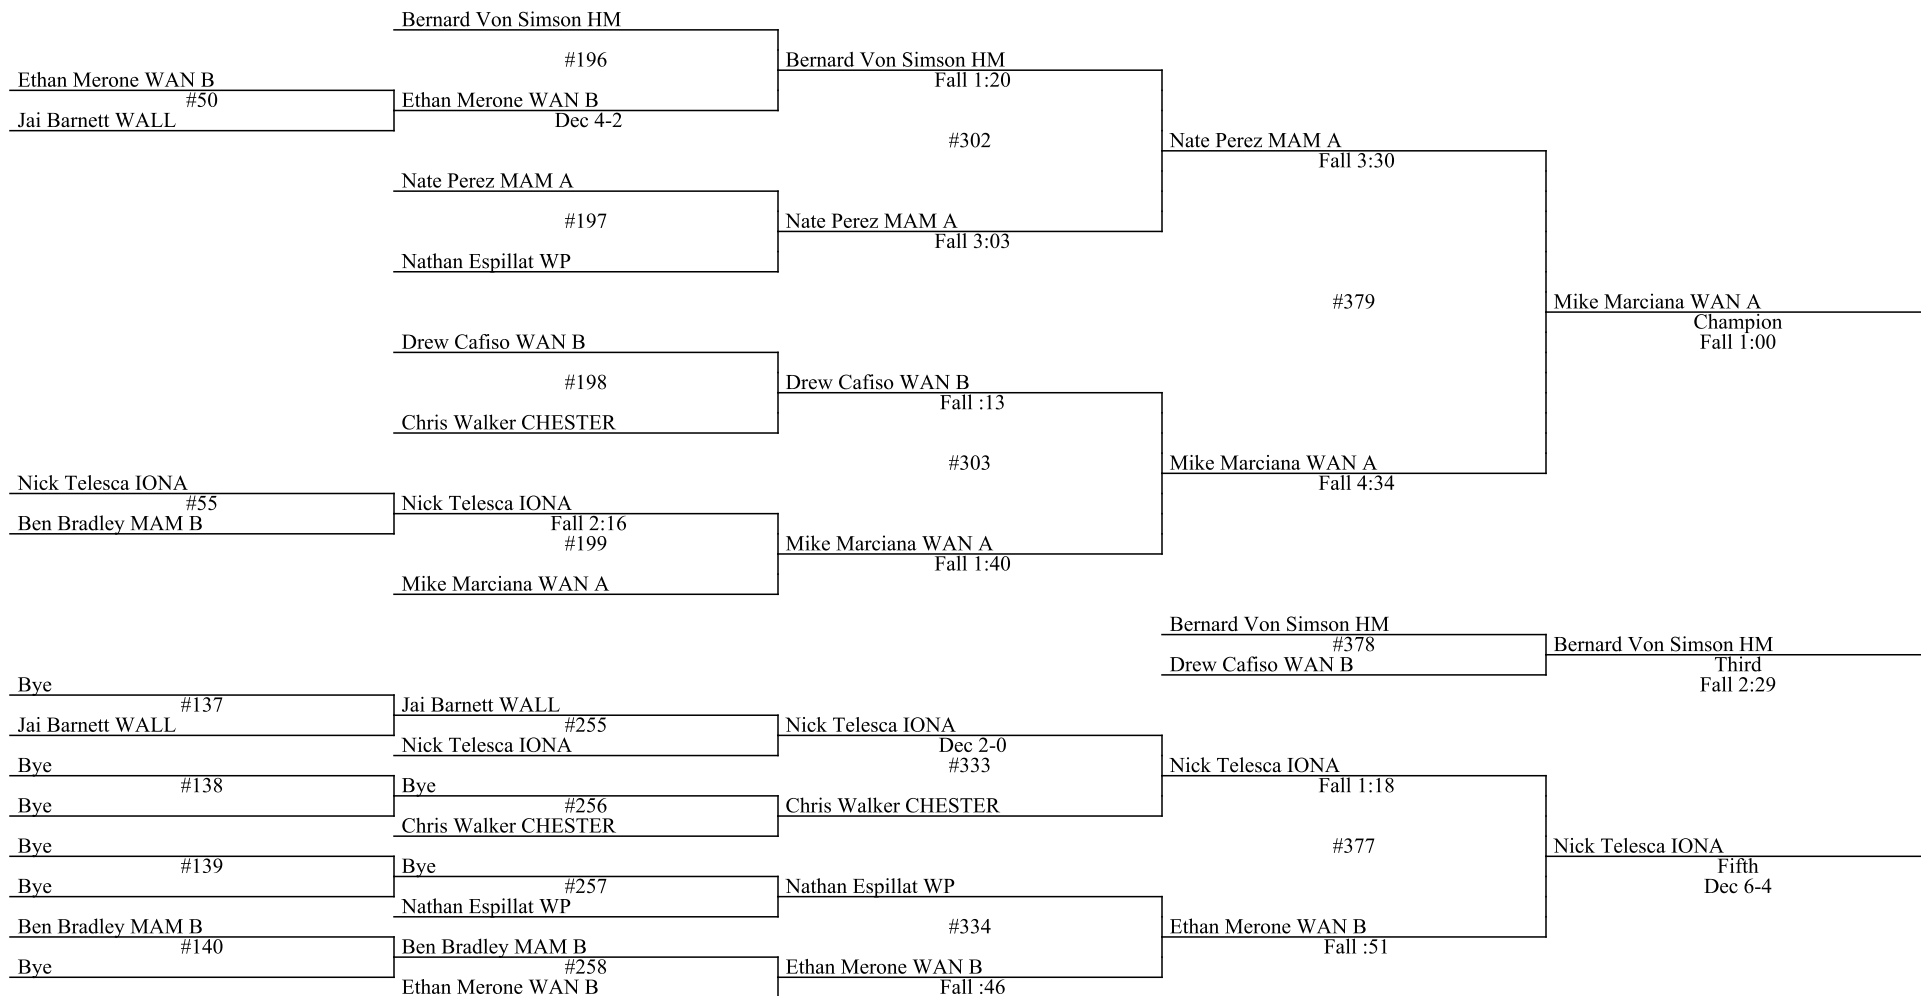 Bernard Von Simson HM
#196
Bernard Von Simson HM
Fall 1:20
Ethan Merone WAN B
#50
Ethan Merone WAN B
Jai Barnett WALL
Dec 4-2
#302
Nate Perez MAM A
Fall 3:30
Nate Perez MAM A
#197
Nate Perez MAM A
Fall 3:03
Nathan Espillat WP
#379
Mike Marciana WAN A
Champion
Fall 1:00
Drew Cafiso WAN B
#198
Drew Cafiso WAN B
Fall :13
Chris Walker CHESTER
#303
Mike Marciana WAN A
Fall 4:34
Nick Telesca IONA
#55
Nick Telesca IONA
Ben Bradley MAM B
Fall 2:16
#199
Mike Marciana WAN A
Fall 1:40
Mike Marciana WAN A
Bernard Von Simson HM
#378
Bernard Von Simson HM
Drew Cafiso WAN B
Third
Fall 2:29
Bye
#137
Jai Barnett WALL
Jai Barnett WALL
#255
Nick Telesca IONA
Nick Telesca IONA
Dec 2-0
#333
Nick Telesca IONA
Fall 1:18
Bye
#138
Bye
Bye
#256
Chris Walker CHESTER
Chris Walker CHESTER
#377
Nick Telesca IONA
Fifth
Dec 6-4
Bye
#139
Bye
Bye
#257
Nathan Espillat WP
Nathan Espillat WP
#334
Ethan Merone WAN B
Fall :51
Ben Bradley MAM B
#140
Ben Bradley MAM B
Bye
#258
Ethan Merone WAN B
Ethan Merone WAN B
Fall :46